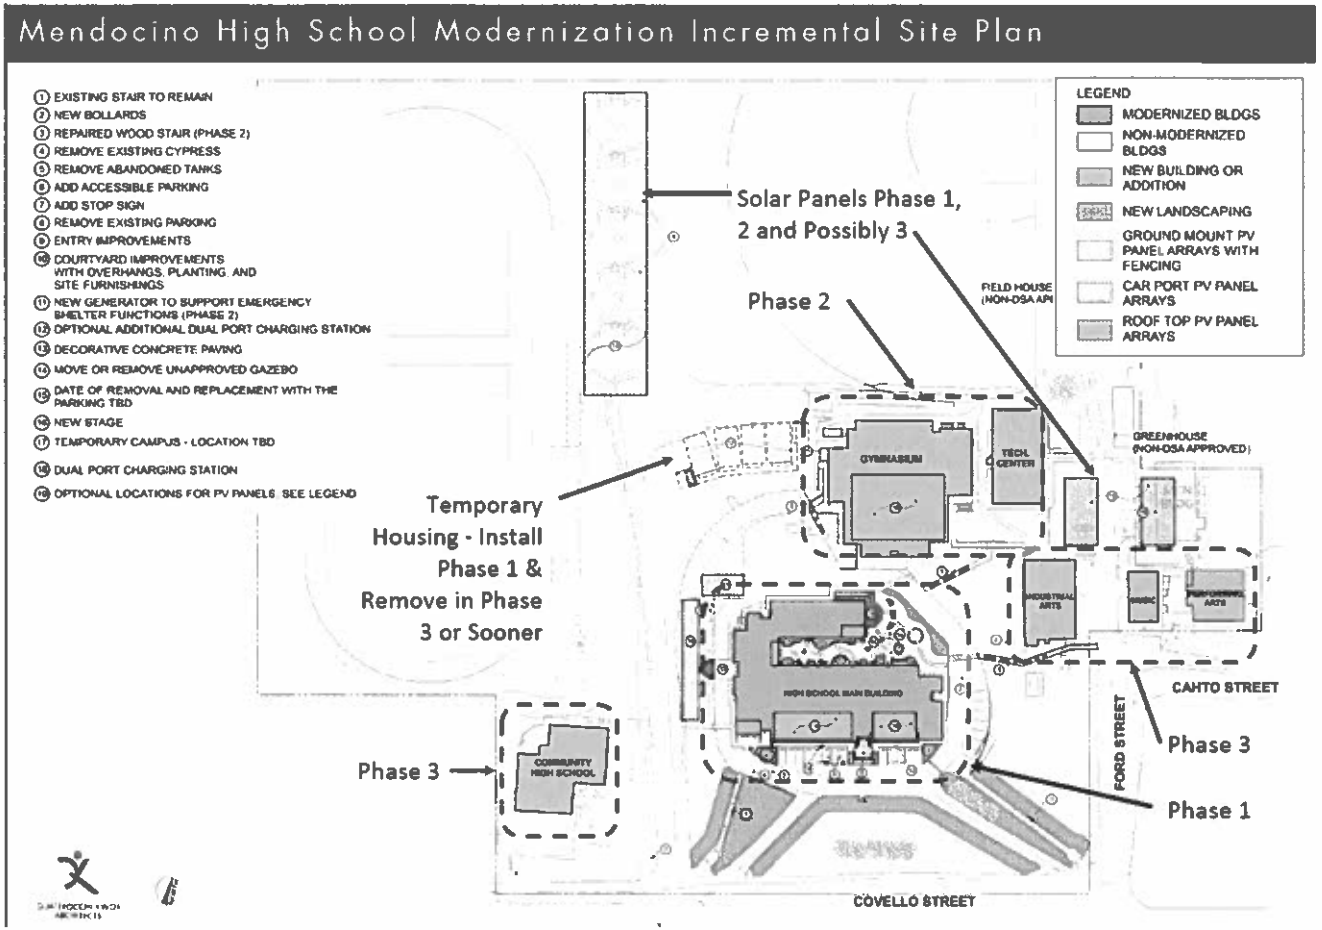 Mendocino High School Modernization Incremental Site Plan
1 EXISTING STAIR TO REMAIN
2 NEW BOLLARDS
3 REPAIRED WOOD STAIR (PHASE 2)
4 REMOVE EXISTING CYPRESS
5 REMOVE ABANDONED TANKS
6 ADD ACCESSIBLE PARKING
7 ADD STOP SIGN
8 REMOVE EXISTING PARKING
9 ENTRY IMPROVEMENTS
10 COURTYARD IMPROVEMENTS
WITH OVERHANGS, PLANTING, AND
SITE FURNISHINGS
11 NEW GENERATOR TO SUPPORT EMERGENCY
SHELTER FUNCTIONS (PHASE 2)
12 OPTIONAL ADDITIONAL DUAL PORT CHARGING STATION
13 DECORATIVE CONCRETE PAVING
14 MOVE OR REMOVE UNAPPROVED GAZEBO
15 DATE OF REMOVAL AND REPLACEMENT WITH THE
PARKING TBD
16 NEW STAGE
17 TEMPORARY CAMPUS - LOCATION TBD
18 DUAL PORT CHARGING STATION
19 OPTIONAL LOCATIONS FOR PV PANELS, SEE LEGEND
LEGEND
MODERNIZED BLDGS
NON-MODERNIZED
BLDGS
NEW BUILDING OR
ADDITION
NEW LANDSCAPING
GROUND MOUNT PV
PANEL ARRAYS WITH
FENCING
CAR PORT PV PANEL
ARRAYS
ROOF TOP PV PANEL
ARRAYS
Solar Panels Phase 1,
2 and Possibly 3
Phase 2
FIELD HOUSE
(NON-DSA AP
GREENHOUSE
(NON-DSA APPROVED)
GYMNASIUM
TECH.
CENTER
Temporary
Housing - Install
Phase 1 &
Remove in Phase
3 or Sooner
INDUSTRIAL
ARTS
MUSIC
PERFORMING
ARTS
HIGH SCHOOL MAIN BUILDING
CAHTO STREET
FORD STREET
Phase 3
Phase 1
Phase 3
COMMUNITY
HIGH SCHOOL
COVELLO STREET
ARCHITECTS